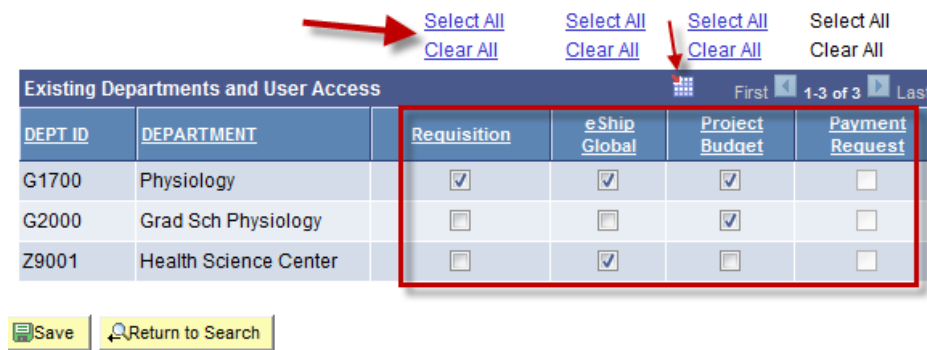 Select All Select All Select All Select All
Clear All Clear All Clear All Clear All
Existing Departments and User Access First 1-3 of 3 Last
DEPT ID DEPARTMENT Requisition eShip Global Project Budget Payment Request
G1700 Physiology
G2000 Grad Sch Physiology
Z9001 Health Science Center
Save Return to Search